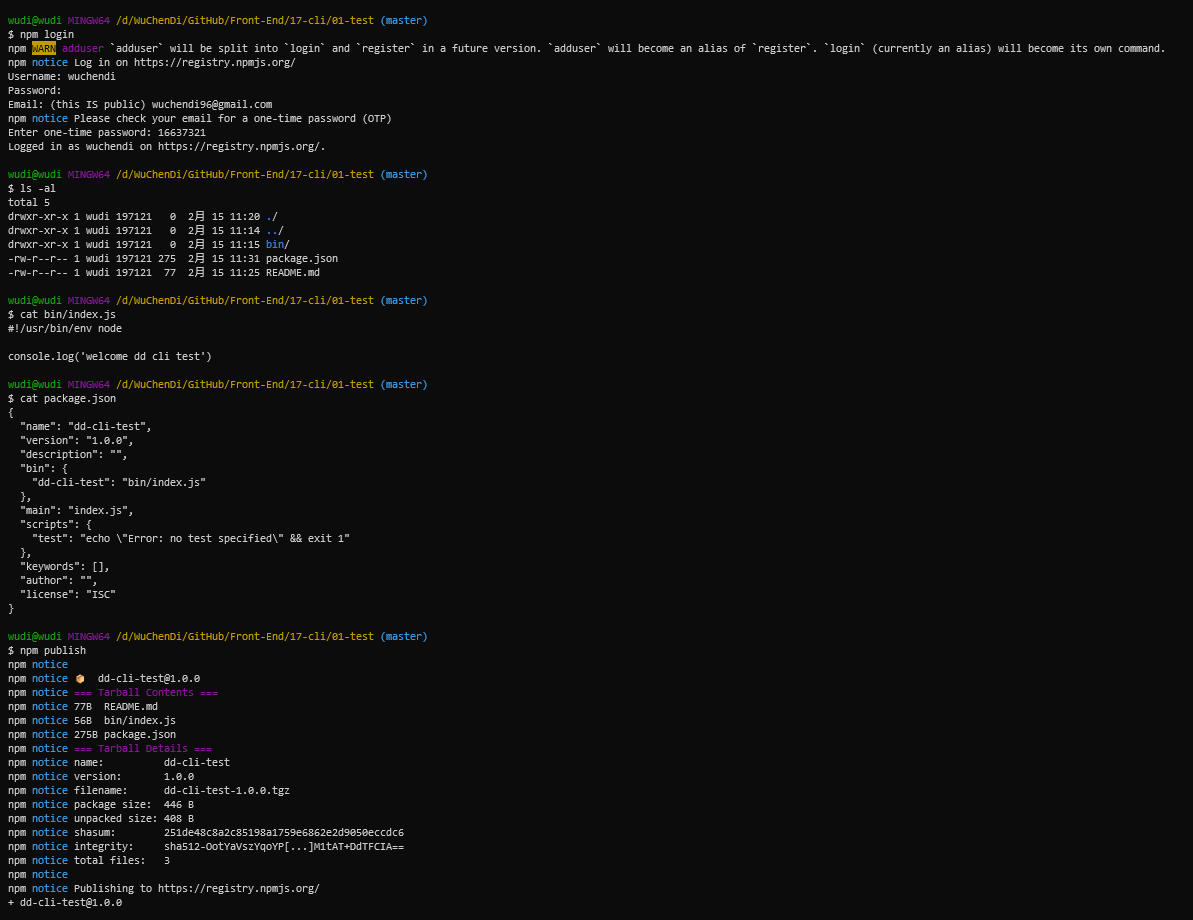 wudi@wudi MINGW64 /d/WuChenDi/GitHub/Front-End/17-cli/01-test (master)
$ npm login
npm WARN adduser `adduser` will be split into `login` and `register` in a future version. `adduser` will become an alias of `register`. `login` (currently an alias) will become its own command.
npm notice Log in on https://registry.npmjs.org/
Username: wuchendi
Password:
Email: (this IS public) wuchendi96@gmail.com
npm notice Please check your email for a one-time password (OTP)
Enter one-time password: 16637321
Logged in as wuchendi on https://registry.npmjs.org/.
wudi@wudi MINGW64 /d/WuChenDi/GitHub/Front-End/17-cli/01-test (master)
$ ls -al
total 5
drwxr-xr-x 1 wudi 197121   0  2月 15 11:20 ./
drwxr-xr-x 1 wudi 197121   0  2月 15 11:14 ../
drwxr-xr-x 1 wudi 197121   0  2月 15 11:15 bin/
-rw-r--r-- 1 wudi 197121 275  2月 15 11:31 package.json
-rw-r--r-- 1 wudi 197121  77  2月 15 11:25 README.md
wudi@wudi MINGW64 /d/WuChenDi/GitHub/Front-End/17-cli/01-test (master)
$ cat bin/index.js
#!/usr/bin/env node
console.log('welcome dd cli test')
wudi@wudi MINGW64 /d/WuChenDi/GitHub/Front-End/17-cli/01-test (master)
$ cat package.json
{
  "name": "dd-cli-test",
  "version": "1.0.0",
  "description": "",
  "bin": {
    "dd-cli-test": "bin/index.js"
  },
  "main": "index.js",
  "scripts": {
    "test": "echo \"Error: no test specified\" && exit 1"
  },
  "keywords": [],
  "author": "",
  "license": "ISC"
}
wudi@wudi MINGW64 /d/WuChenDi/GitHub/Front-End/17-cli/01-test (master)
$ npm publish
npm notice
npm notice 📦  dd-cli-test@1.0.0
npm notice === Tarball Contents ===
npm notice 77B  README.md
npm notice 56B  bin/index.js
npm notice 275B package.json
npm notice === Tarball Details ===
npm notice name:          dd-cli-test
npm notice version:       1.0.0
npm notice filename:      dd-cli-test-1.0.0.tgz
npm notice package size:  446 B
npm notice unpacked size: 408 B
npm notice shasum:        251de48c8a2c85198a1759e6862e2d9050eccdc6
npm notice integrity:     sha512-OotYaVszYqoYP[...]M1tAT+DdTFCIA==
npm notice total files:   3
npm notice
npm notice Publishing to https://registry.npmjs.org/
+ dd-cli-test@1.0.0